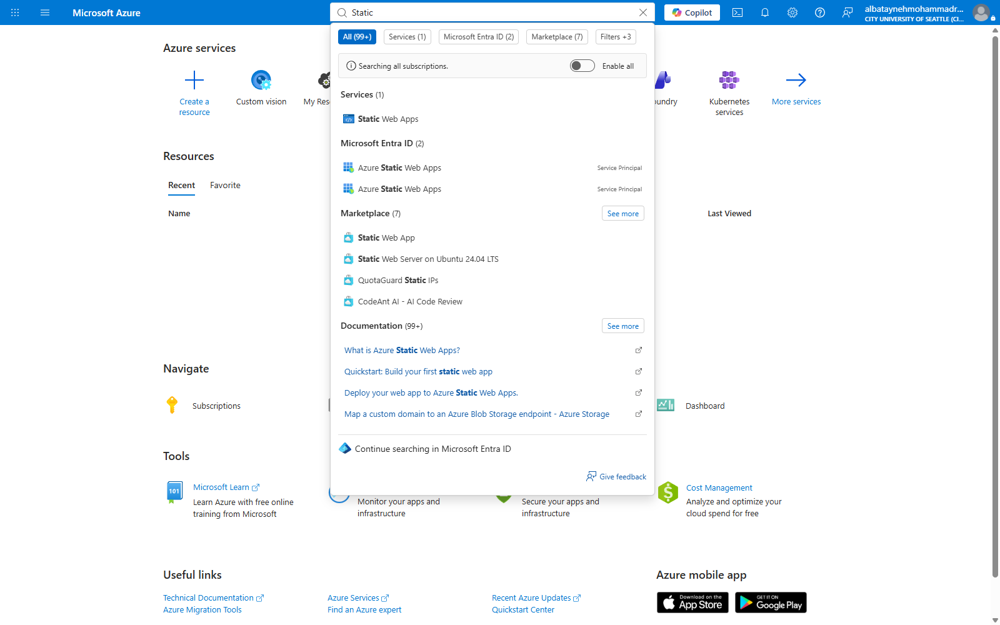 Microsoft Azure
Static
Copilot
albataynehmohammadr...
CITY UNIVERSITY OF SEATTLE (CI...
All (99+)
Services (1)
Microsoft Entra ID (2)
Marketplace (7)
Filters +3
Searching all subscriptions.
Enable all
Azure services
Create a
resource
Custom vision
My Res
oundry
Kubernetes
services
More services
Services (1)
Static Web Apps
Microsoft Entra ID (2)
Azure Static Web Apps
Service Principal
Azure Static Web Apps
Service Principal
Marketplace (7)
See more
Static Web App
Static Web Server on Ubuntu 24.04 LTS
QuotaGuard Static IPs
CodeAnt AI - AI Code Review
Documentation (99+)
See more
What is Azure Static Web Apps?
Quickstart: Build your first static web app
Deploy your web app to Azure Static Web Apps.
Map a custom domain to an Azure Blob Storage endpoint - Azure Storage
Continue searching in Microsoft Entra ID
Give feedback
Resources
Recent
Favorite
Name
Last Viewed
Navigate
Subscriptions
Dashboard
Tools
101
Microsoft Learn
Learn Azure with free online
training from Microsoft
Monitor your apps and
infrastructure
Secure your apps and
infrastructure
Cost Management
Analyze and optimize your
cloud spend for free
Useful links
Technical Documentation
Azure Services
Recent Azure Updates
Azure Migration Tools
Find an Azure expert
Quickstart Center
Azure mobile app
Download on the
App Store
GET IT ON
Google Play